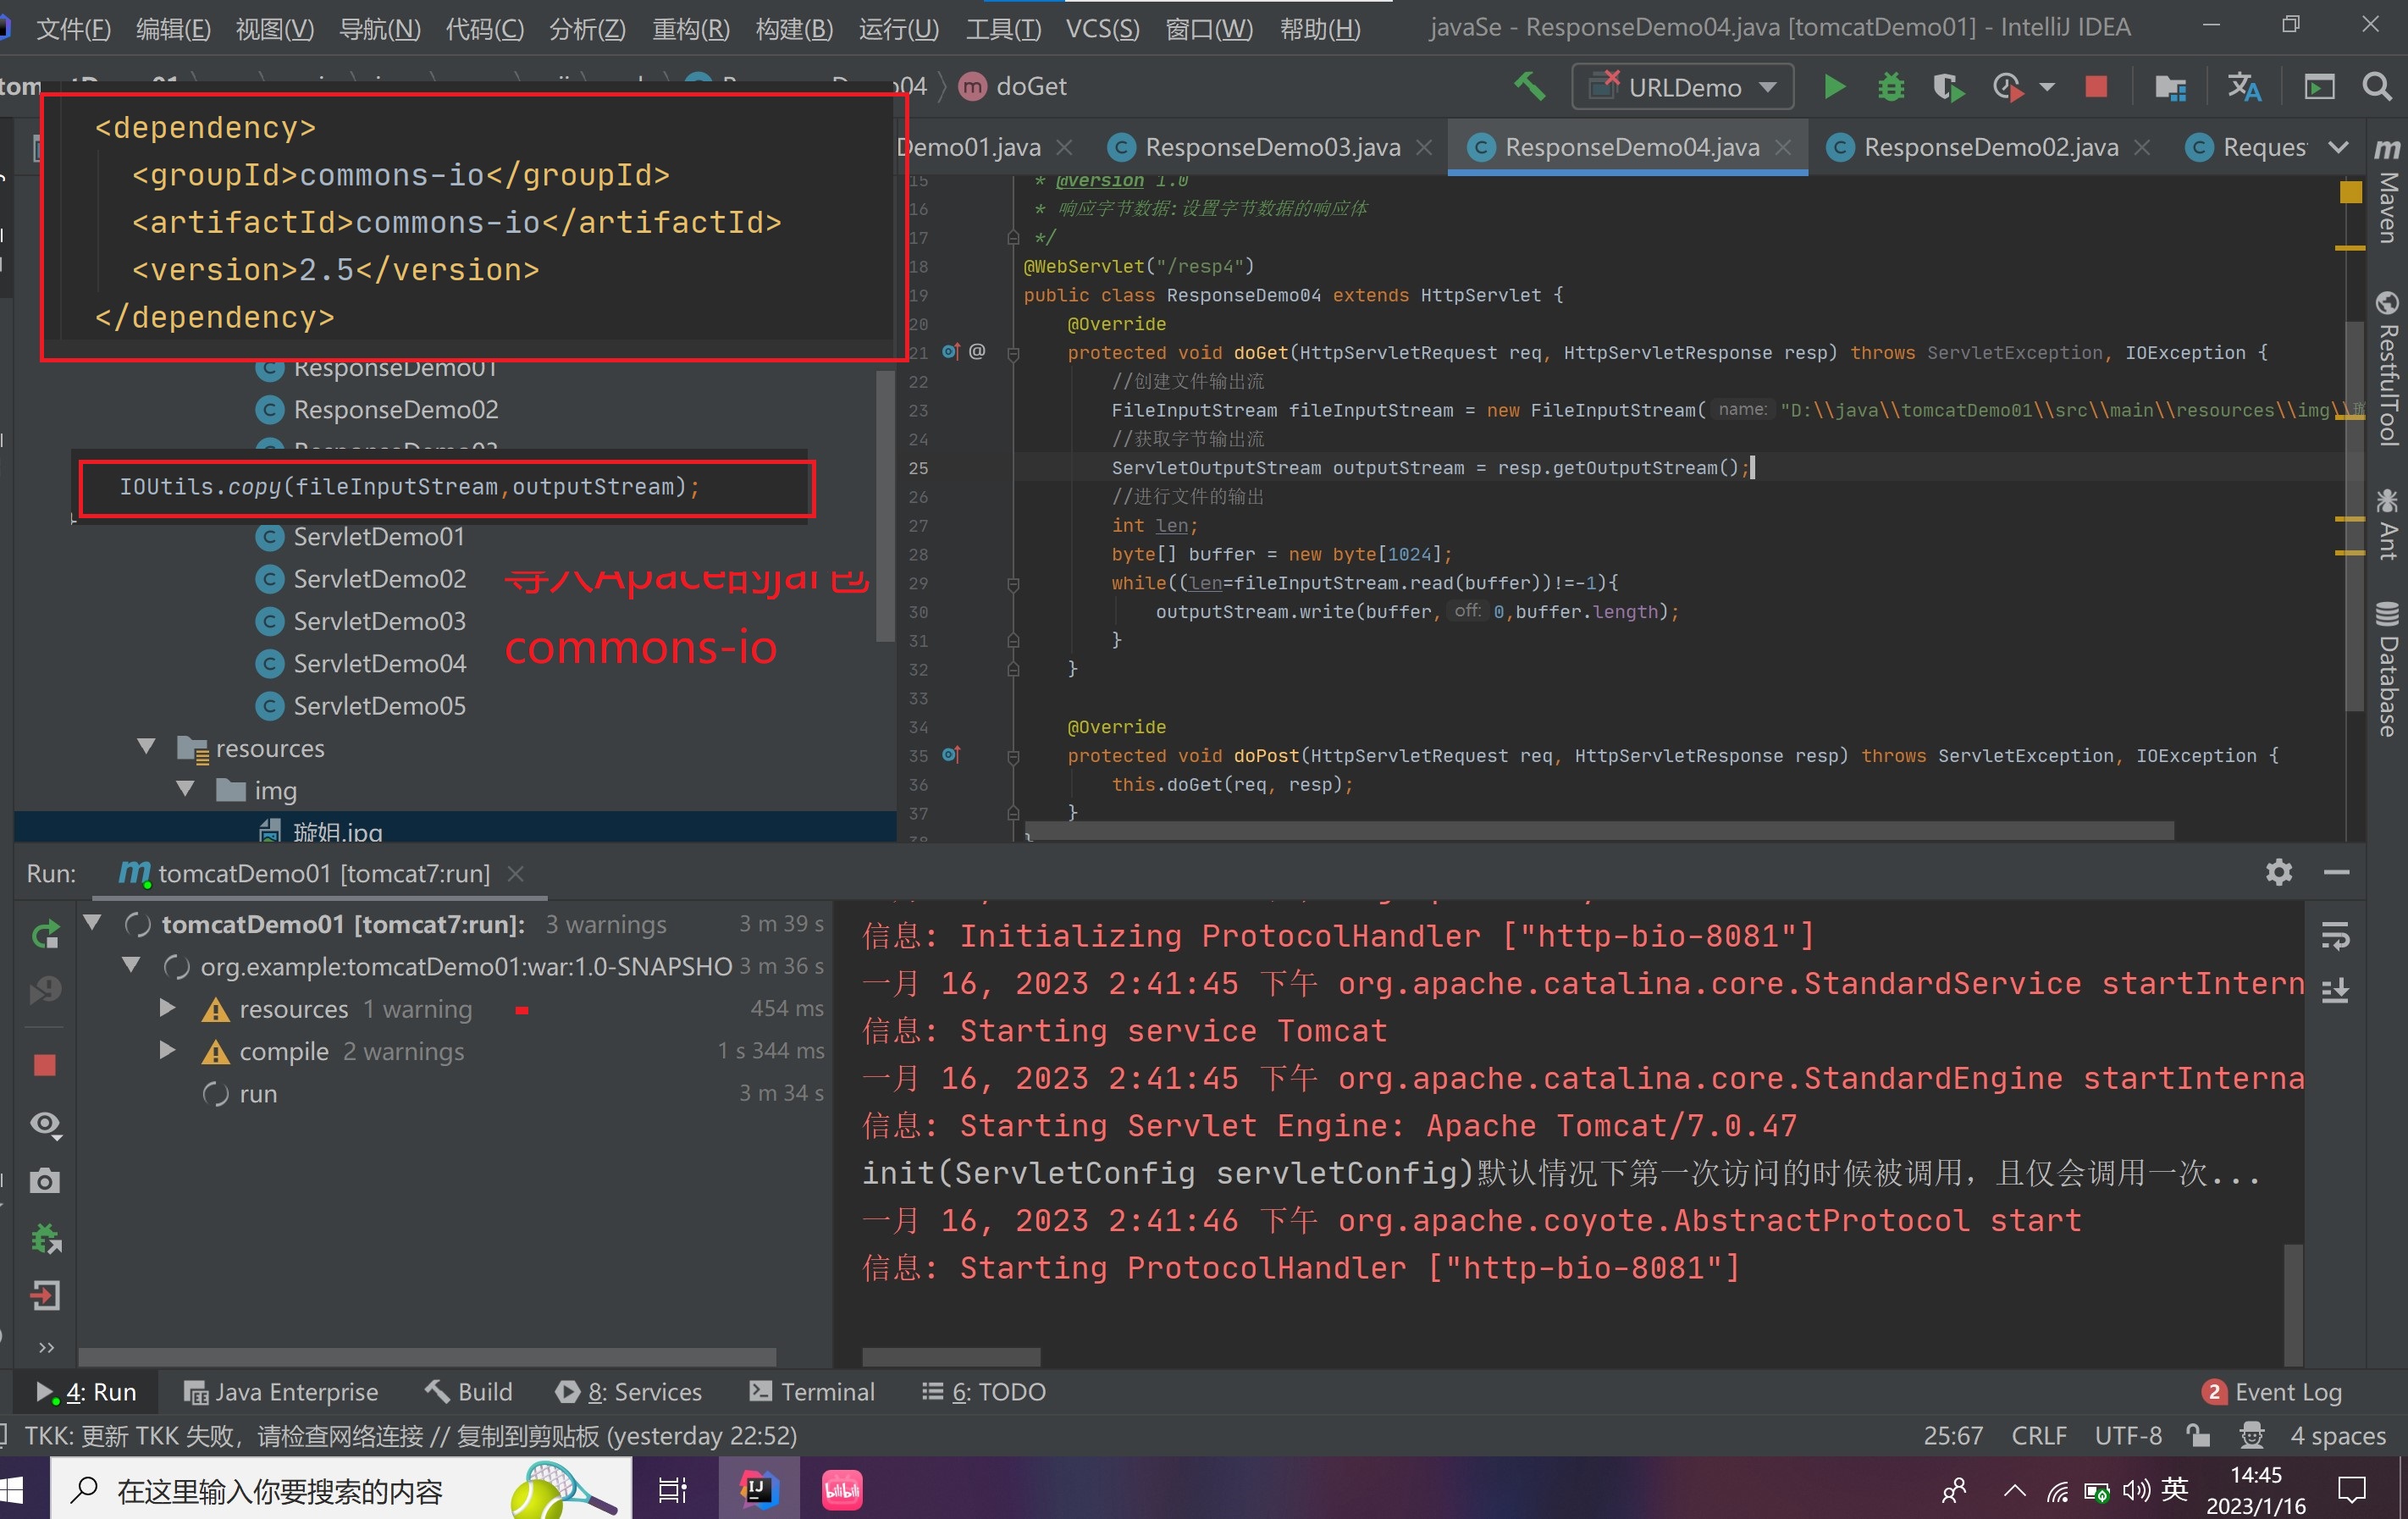 文件(F) 编辑(E) 视图(V) 导航(N) 代码(C) 分析(Z) 重构(R) 构建(B) 运行(U) 工具(T) VCS(S) 窗口(W) 帮助(H) javaSe - ResponseDemo04.java [tomcatDemo01] - IntelliJ IDEA
doGet URLDemo
<dependency>
<groupId>commons-io</groupId>
<artifactId>commons-io</artifactId>
<version>2.5</version>
</dependency>
ResponseDemo01
ResponseDemo02
IOUtils.copy(fileInputStream,outputStream);
ServletDemo01
ServletDemo02
ServletDemo03
ServletDemo04
ServletDemo05
commons-io
resources
img
璇妲.jpg
Demo01.java ResponseDemo03.java ResponseDemo04.java ResponseDemo02.java Reques
15 * @version 1.0
16 * 响应字节数据:设置字节数据的响应体
17 */
18 @WebServlet("/resp4")
19 public class ResponseDemo04 extends HttpServlet {
20 @Override
21 @ protected void doGet(HttpServletRequest req, HttpServletResponse resp) throws ServletException, IOException {
22 //创建文件输出流
23 FileInputStream fileInputStream = new FileInputStream( name: "D:\\java\\tomcatDemo01\\src\\main\\resources\\img\\
24 //获取字节输出流
25 ServletOutputStream outputStream = resp.getOutputStream();
26 //进行文件的输出
27 int len;
28 byte[] buffer = new byte[1024];
29 while((len=fileInputStream.read(buffer))!=-1){
30 outputStream.write(buffer, off: 0,buffer.length);
31 }
32 }
33
34 @Override
35 protected void doPost(HttpServletRequest req, HttpServletResponse resp) throws ServletException, IOException {
36 this.doGet(req, resp);
37 }
Maven
RestfulTool
Ant
Database
Run: tomcatDemo01 [tomcat7:run]
tomcatDemo01 [tomcat7:run]: 3 warnings 3 m 39 s
org.example:tomcatDemo01:war:1.0-SNAPSHO 3 m 36 s
resources 1 warning 454 ms
compile 2 warnings 1 s 344 ms
run 3 m 34 s
信息: Initializing ProtocolHandler ["http-bio-8081"]
一月 16, 2023 2:41:45 下午 org.apache.catalina.core.StandardService startIntern
信息: Starting service Tomcat
一月 16, 2023 2:41:45 下午 org.apache.catalina.core.StandardEngine startInterna
信息: Starting Servlet Engine: Apache Tomcat/7.0.47
init(ServletConfig servletConfig)默认情况下第一次访问的时候被调用，且仅会调用一次...
一月 16, 2023 2:41:46 下午 org.apache.coyote.AbstractProtocol start
信息: Starting ProtocolHandler ["http-bio-8081"]
4: Run Java Enterprise Build 8: Services Terminal 6: TODO 2 Event Log
TKK: 更新 TKK 失败，请检查网络连接 // 复制到剪贴板 (yesterday 22:52) 25:67 CRLF UTF-8 4 spaces
在这里输入你要搜索的内容 IJ bilibili 英 14:45
2023/1/16